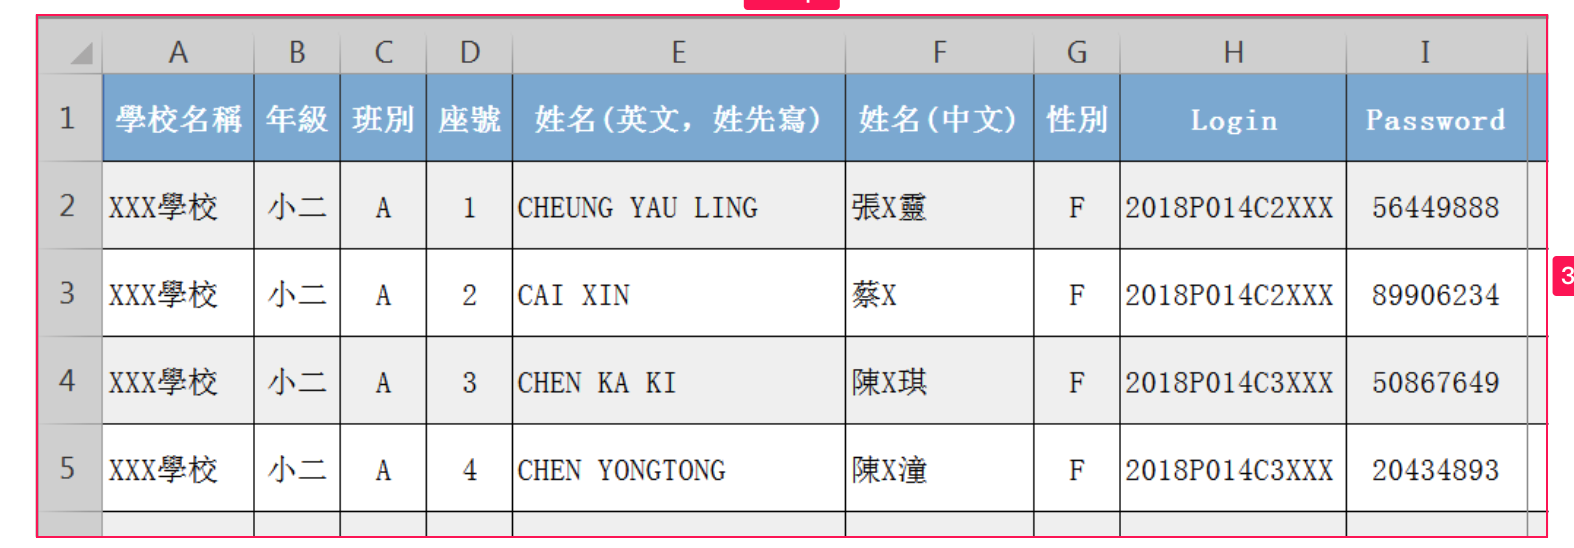 A B C D E F G H I
1 學校名稱 年級 班別 座號 姓名(英文, 姓先寫) 姓名(中文) 性別 Login Password
2 XXX學校 小二 A 1 CHEUNG YAU LING 張X靈 F 2018P014C2XXX 56449888
3 XXX學校 小二 A 2 CAI XIN 蔡X F 2018P014C2XXX 89906234
3
4 XXX學校 小二 A 3 CHEN KA KI 陳X琪 F 2018P014C3XXX 50867649
5 XXX學校 小二 A 4 CHEN YONGTONG 陳X潼 F 2018P014C3XXX 20434893